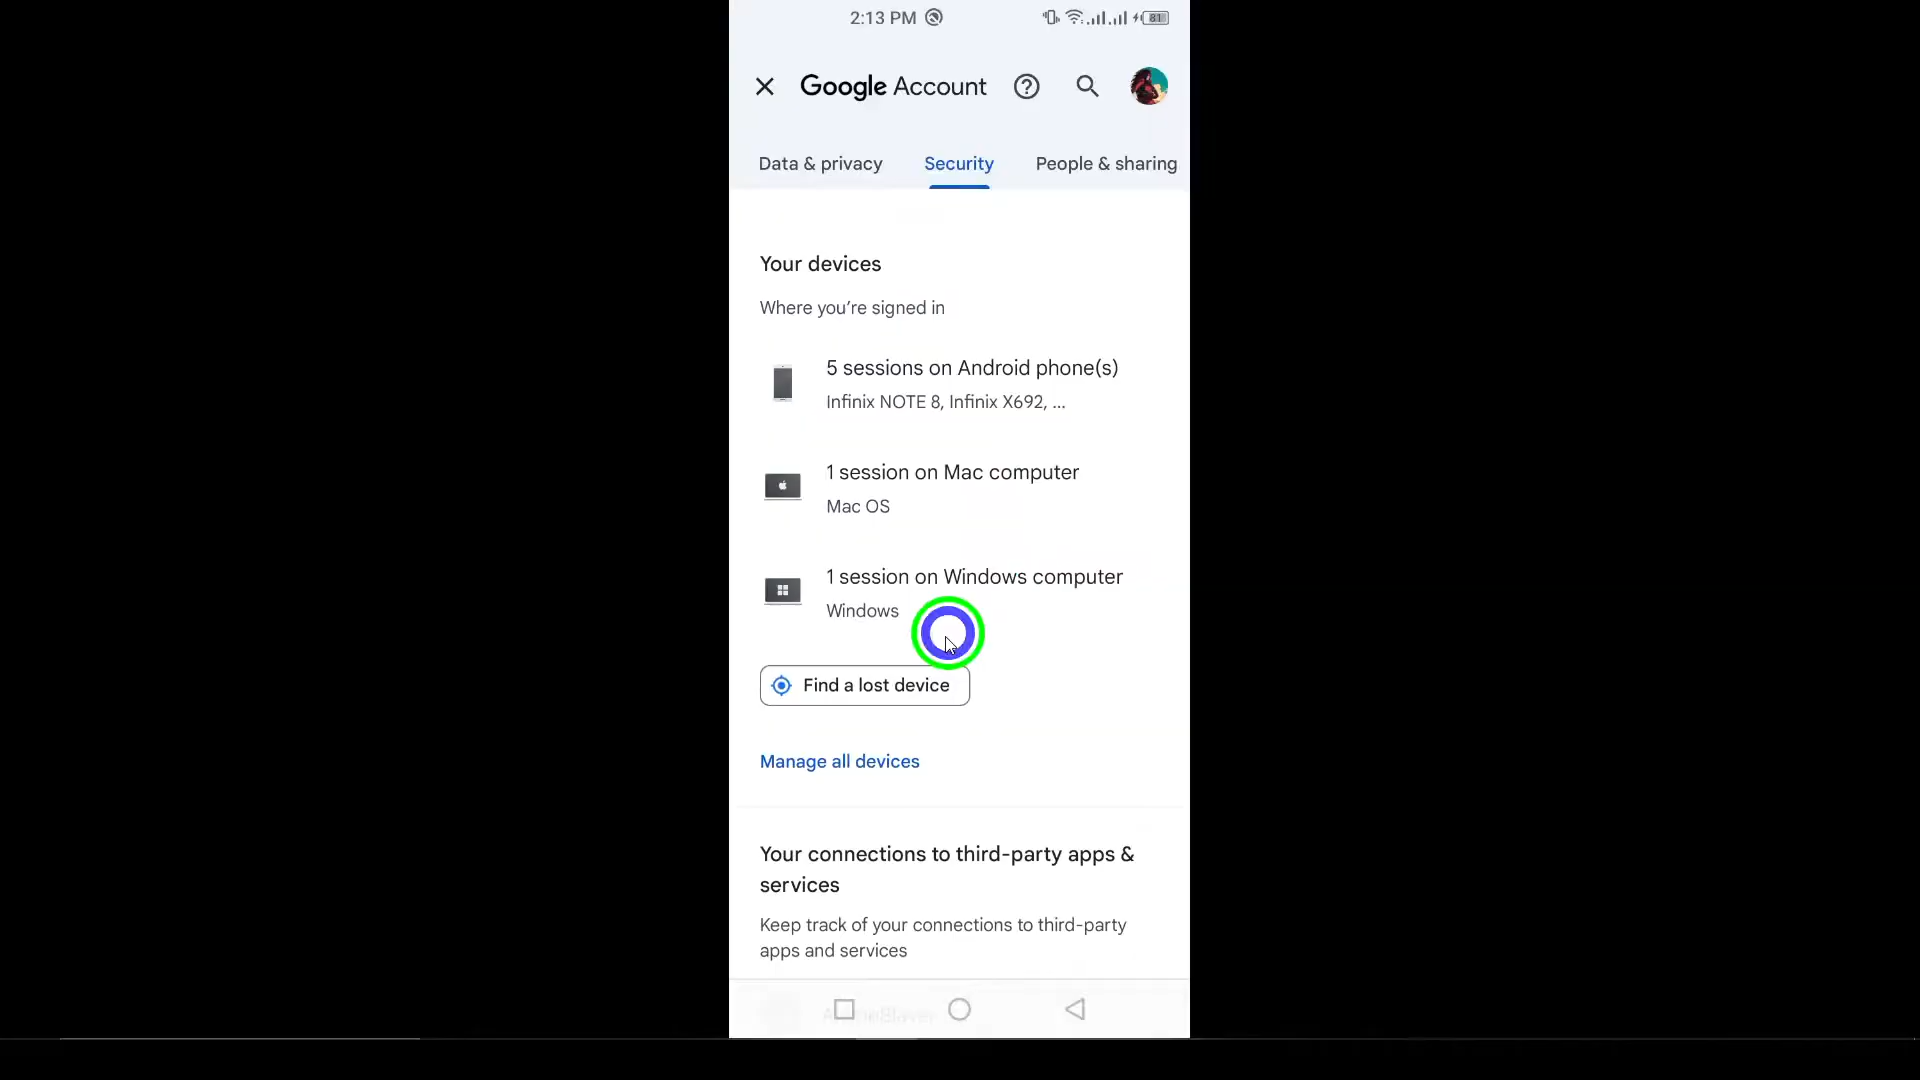 2:13 PM
81
Google Account
Data & privacy Security People & sharing
Your devices
Where you’re signed in
5 sessions on Android phone(s)
Infinix NOTE 8, Infinix X692, ...
1 session on Mac computer
Mac OS
1 session on Windows computer
Windows
Find a lost device
Manage all devices
Your connections to third-party apps &
services
Keep track of your connections to third-party
apps and services